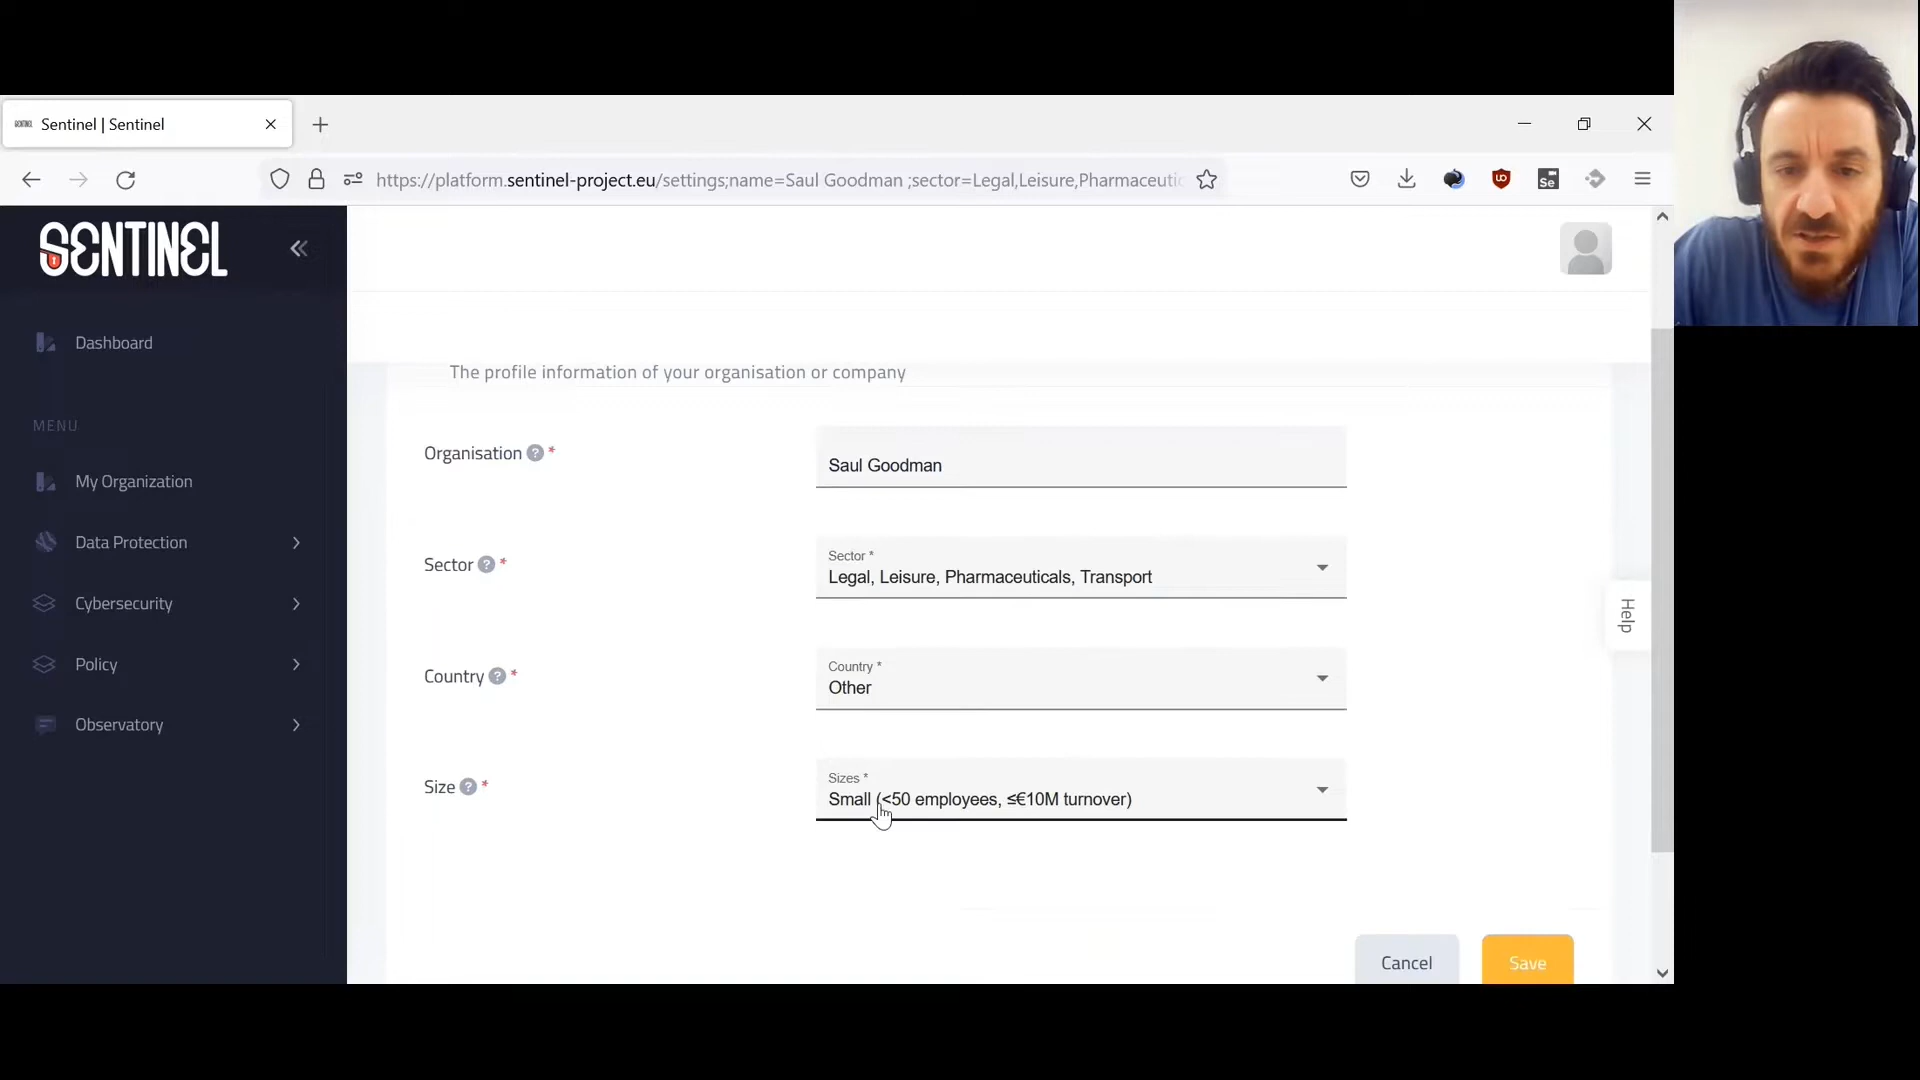 Sentinel | Sentinel
https://platform.sentinel-project.eu/settings;name=Saul Goodman ;sector=Legal,Leisure,Pharmaceutic
SENTINEL
Dashboard
MENU
My Organization
Data Protection
Cybersecurity
Policy
Observatory
The profile information of your organisation or company
Organisation ? *
Saul Goodman
Sector ? *
Sector *
Legal, Leisure, Pharmaceuticals, Transport
Country ? *
Country *
Other
Size ? *
Sizes *
Small (<50 employees, ≤€10M turnover)
Help
Cancel
Save
Se